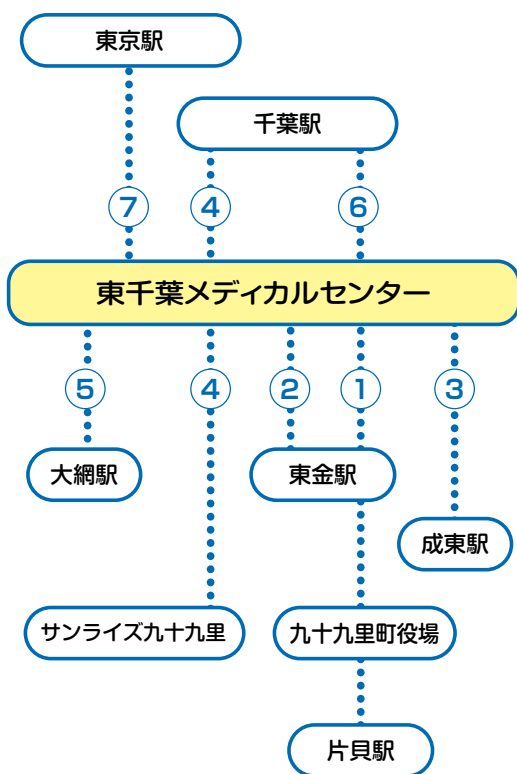 東京駅
千葉駅
⑦
④
⑥
東千葉メディカルセンター
⑤
④
②
①
③
大網駅
東金駅
成東駅
サンライズ九十九里
九十九里町役場
片貝駅